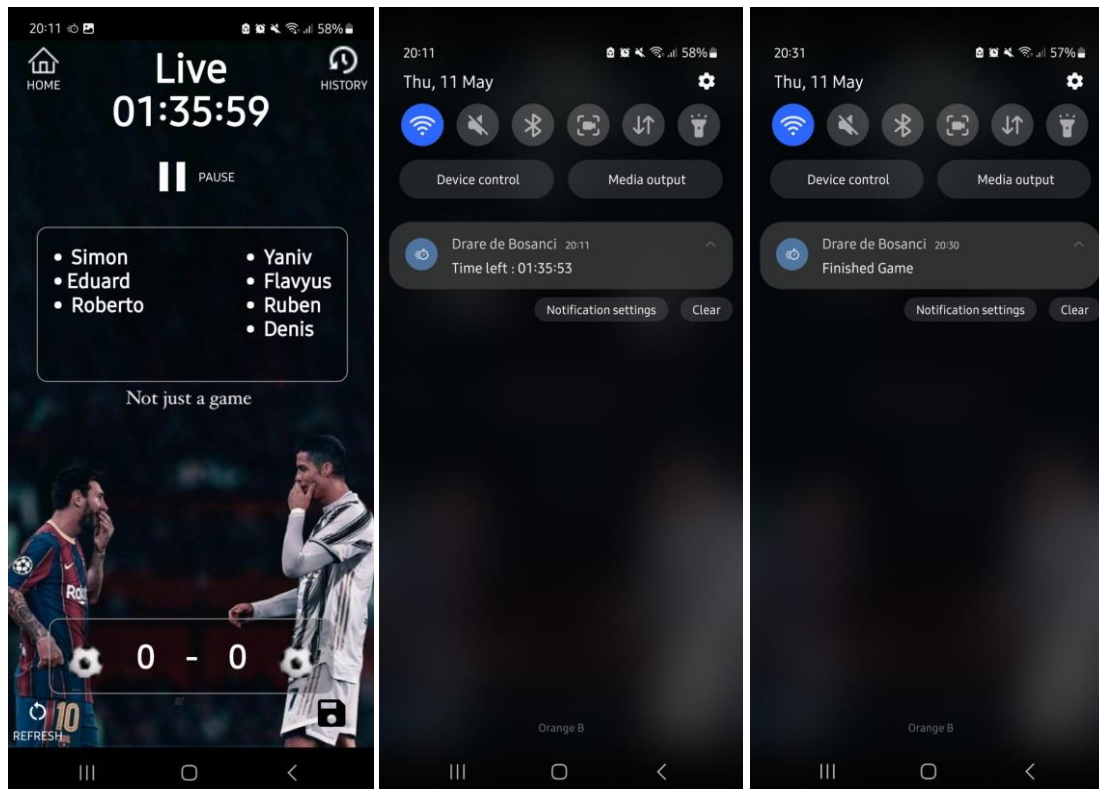 20:11
58%
HOME
Live
HISTORY
01:35:59
PAUSE
• Simon
• Eduard
• Roberto
• Yaniv
• Flavyus
• Ruben
• Denis
Not just a game
0 - 0
10
REFRESH
20:11
58%
Thu, 11 May
Device control
Media output
Drare de Bosanci 20:11
Time left : 01:35:53
Notification settings
Clear
Orange B
20:31
57%
Thu, 11 May
Device control
Media output
Drare de Bosanci 20:30
Finished Game
Notification settings
Clear
Orange B